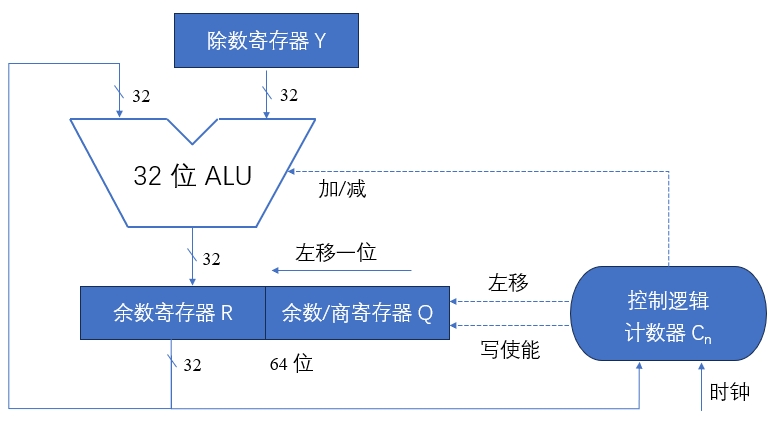 除数寄存器 Y
32
32
32 位 ALU
加/减
32
左移一位
余数寄存器 R
余数/商寄存器 Q
左移
写使能
控制逻辑
计数器 Cn
32
64 位
时钟